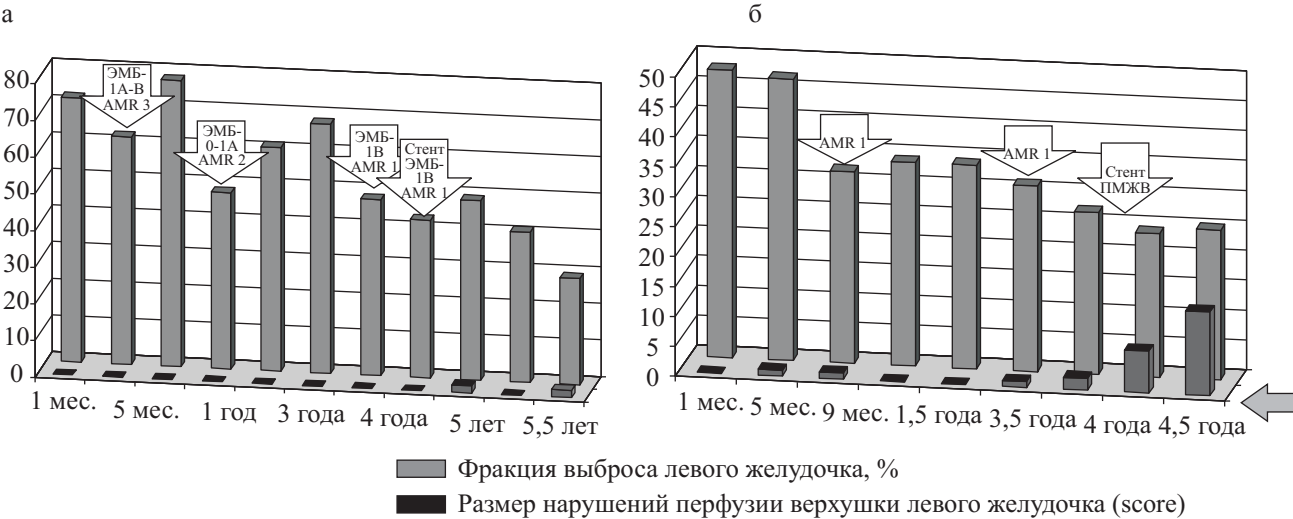 а
80
70
60
50
40
30
20
10
0
ЭМБ-
1А-В
AMR 3
ЭМБ-
0-1А
AMR 2
ЭМБ-
1В
AMR 1
Стент
ЭМБ-
1В
AMR 1
1 мес.
5 мес.
1 год
3 года
4 года
5 лет
5,5 лет
б
50
45
40
35
30
25
20
15
10
5
0
AMR 1
AMR 1
Стент
ПМЖВ
1 мес.
5 мес.
9 мес.
1,5 года
3,5 года
4 года
4,5 года
Фракция выброса левого желудочка, %
Размер нарушений перфузии верхушки левого желудочка (score)